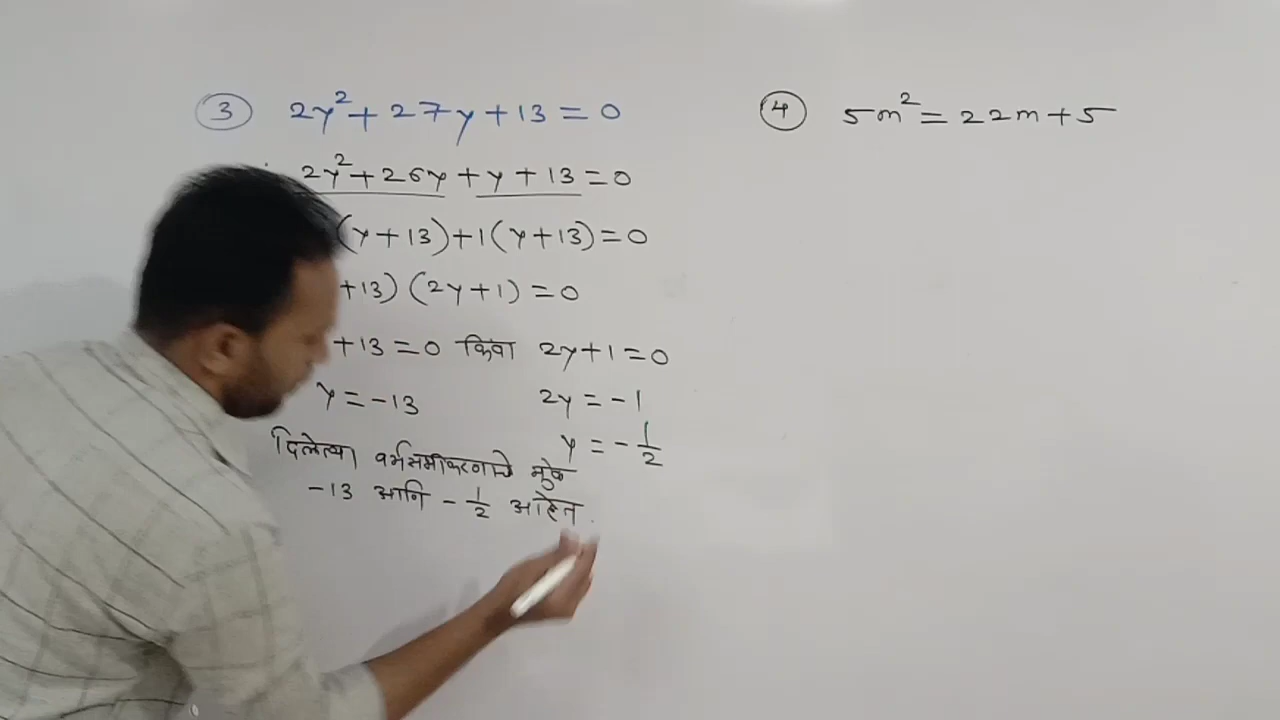 ③ 2y² + 27y + 13 = 0
2y² + 26y + y + 13 = 0
(y + 13) + 1(y + 13) = 0
+13) (2y + 1) = 0
+ 13 = 0 किंवा 2y + 1 = 0
y = -13 2y = -1
y = -1/2
दिलेल्या वर्गसमीकरणाचे मुळे
-13 आणि -1/2 आहेत.
④ 5m² = 22m + 5